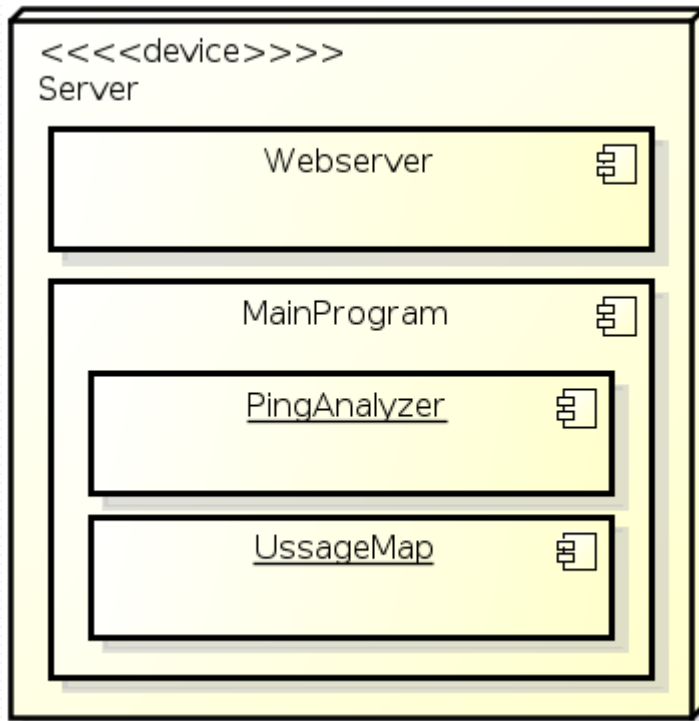 <<<<device>>>>
Server
Webserver
MainProgram
PingAnalyzer
UssageMap